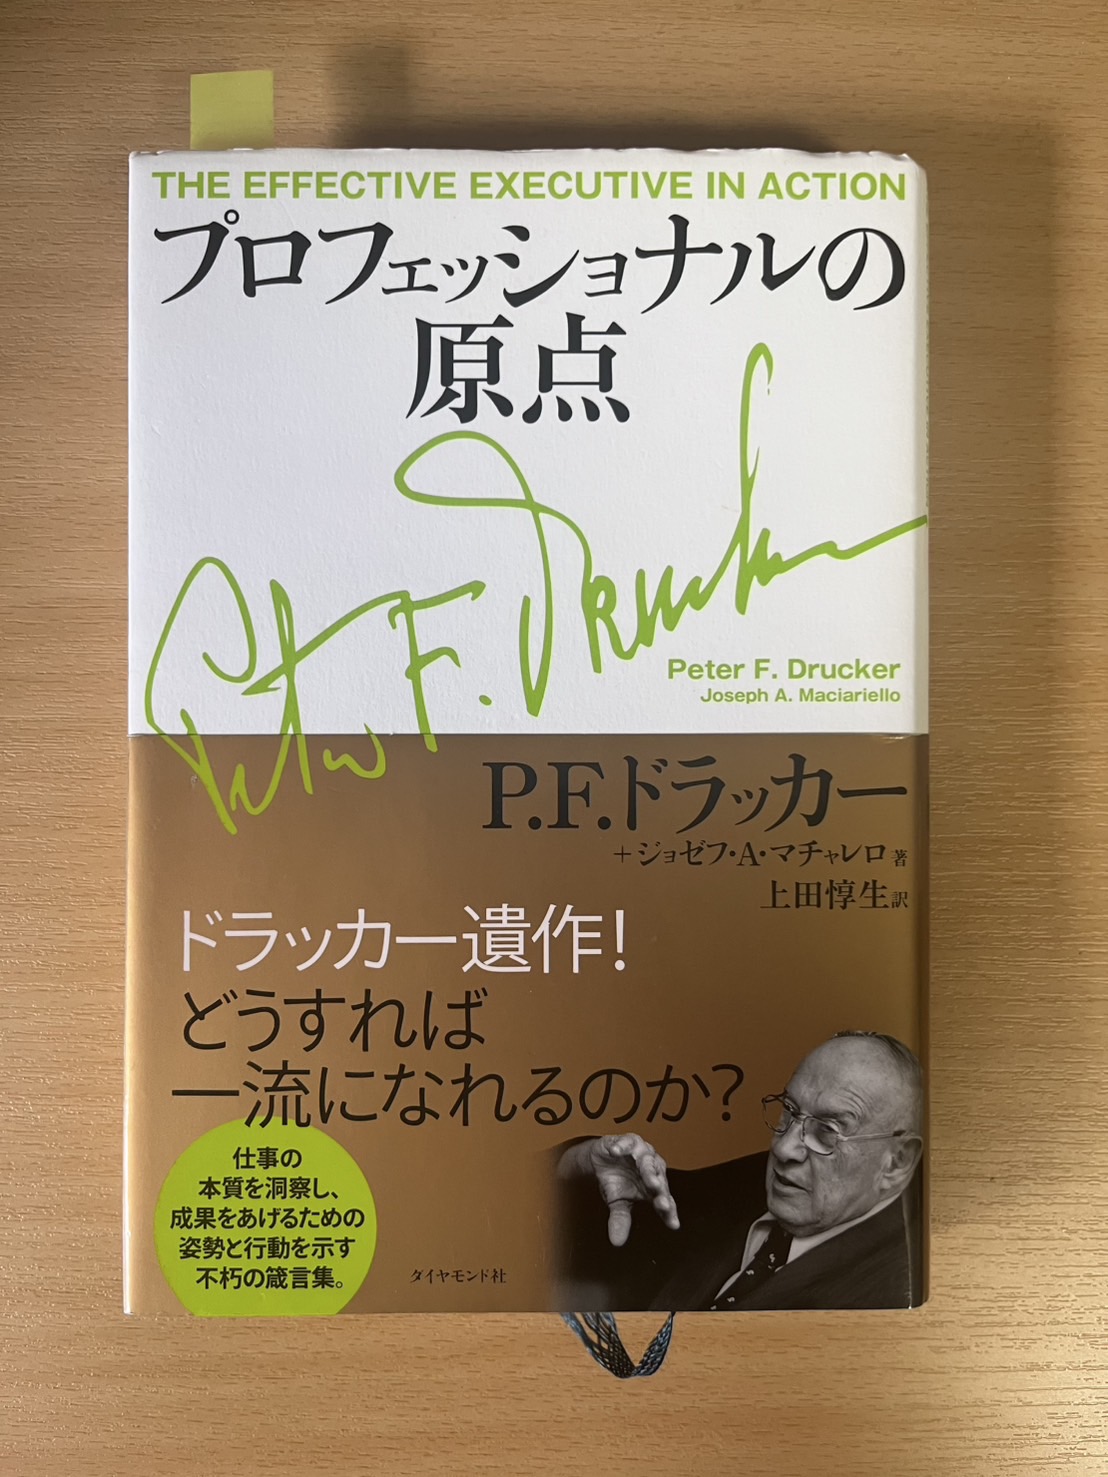 THE EFFECTIVE EXECUTIVE IN ACTION
プロフェッショナルの
原点
Peter F. Drucker
Peter F. Drucker
Joseph A. Maciariello
P.F.ドラッカー
+ジョゼフ・A・マチャレロ 著
上田惇生 訳
ドラッカー遺作!
どうすれば
一流になれるのか?
仕事の
本質を洞察し、
成果をあげるための
姿勢と行動を示す
不朽の箴言集。
ダイヤモンド社